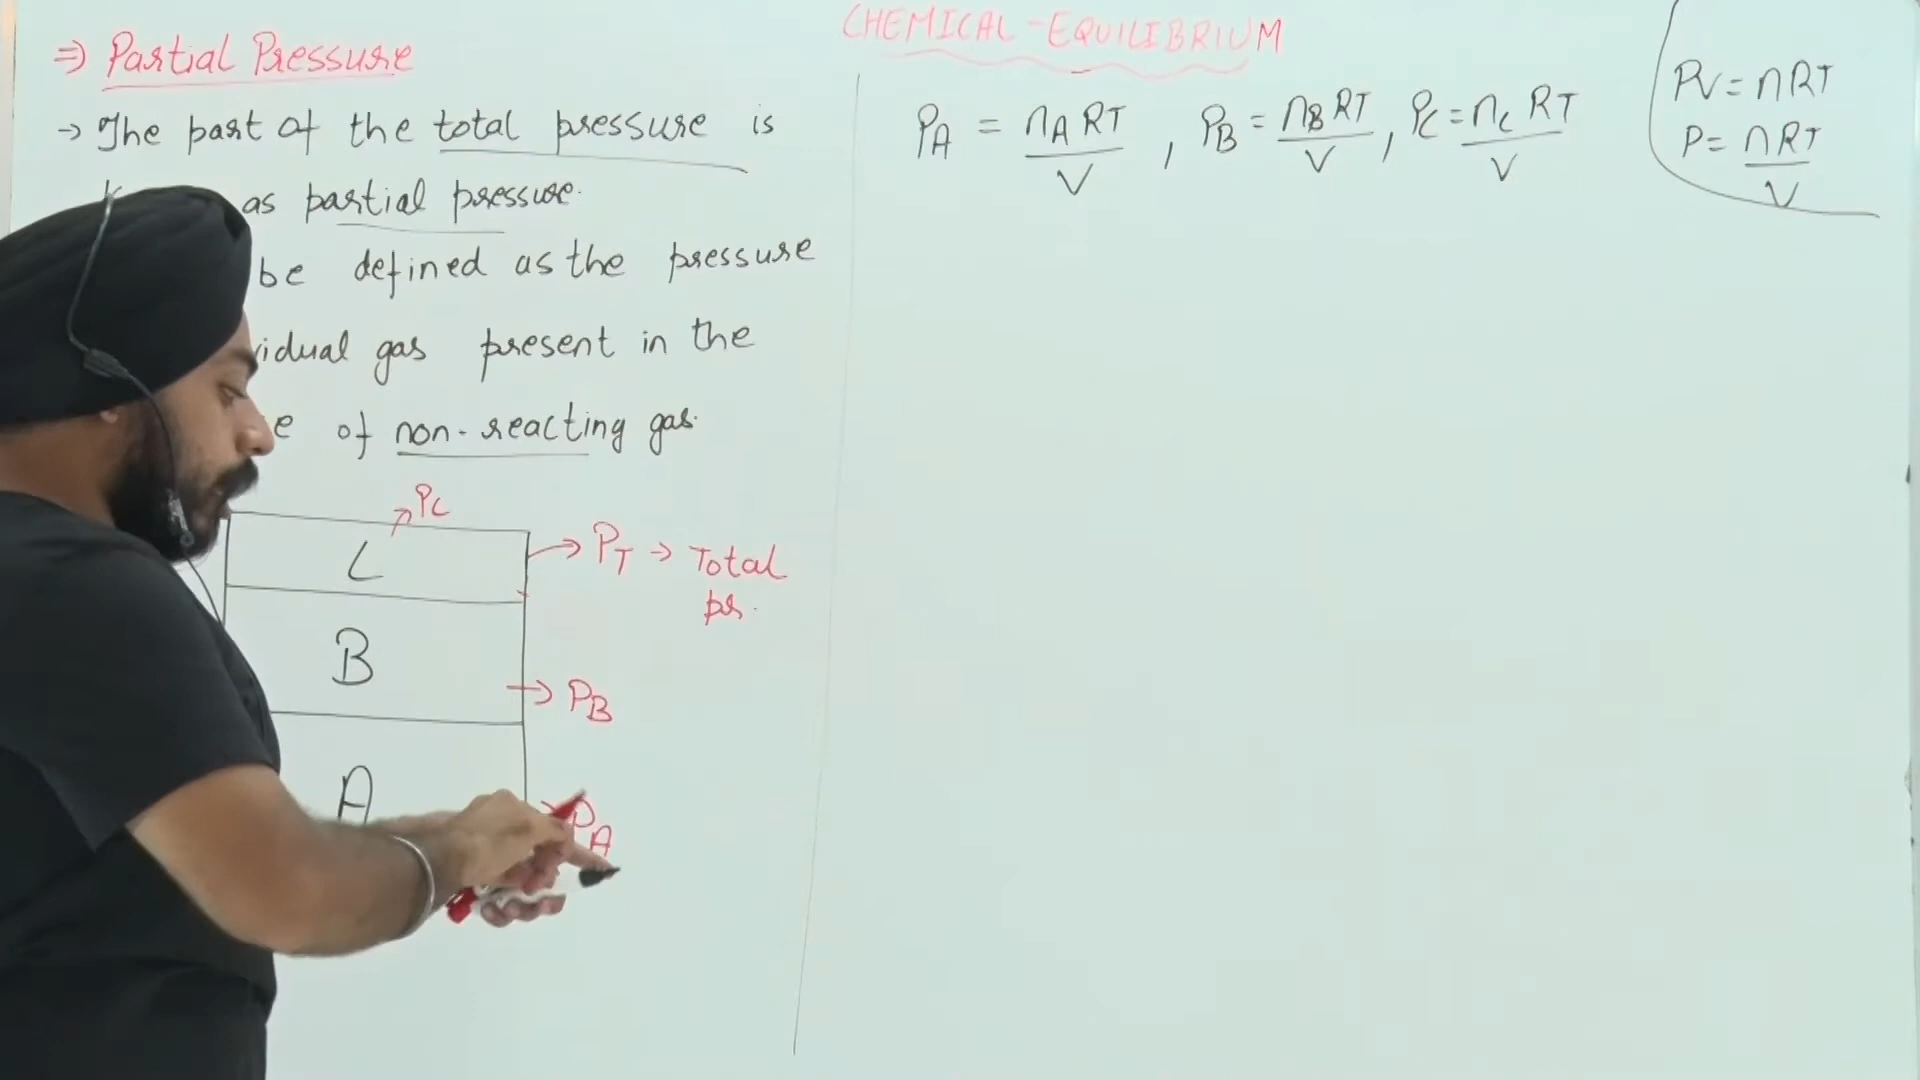 CHEMICAL-EQUILIBRIUM
⇒ Partial Pressure
→ The part of the total pressure is
as partial pressure.
be defined as the pressure
gas present in the
of non-reacting gas.
PC
C
PT → Total
pr.
B
PB
A
PA
PA = nA RT / V , PB = nB RT / V , PC = nC RT / V
PV = nRT
P = nRT / V